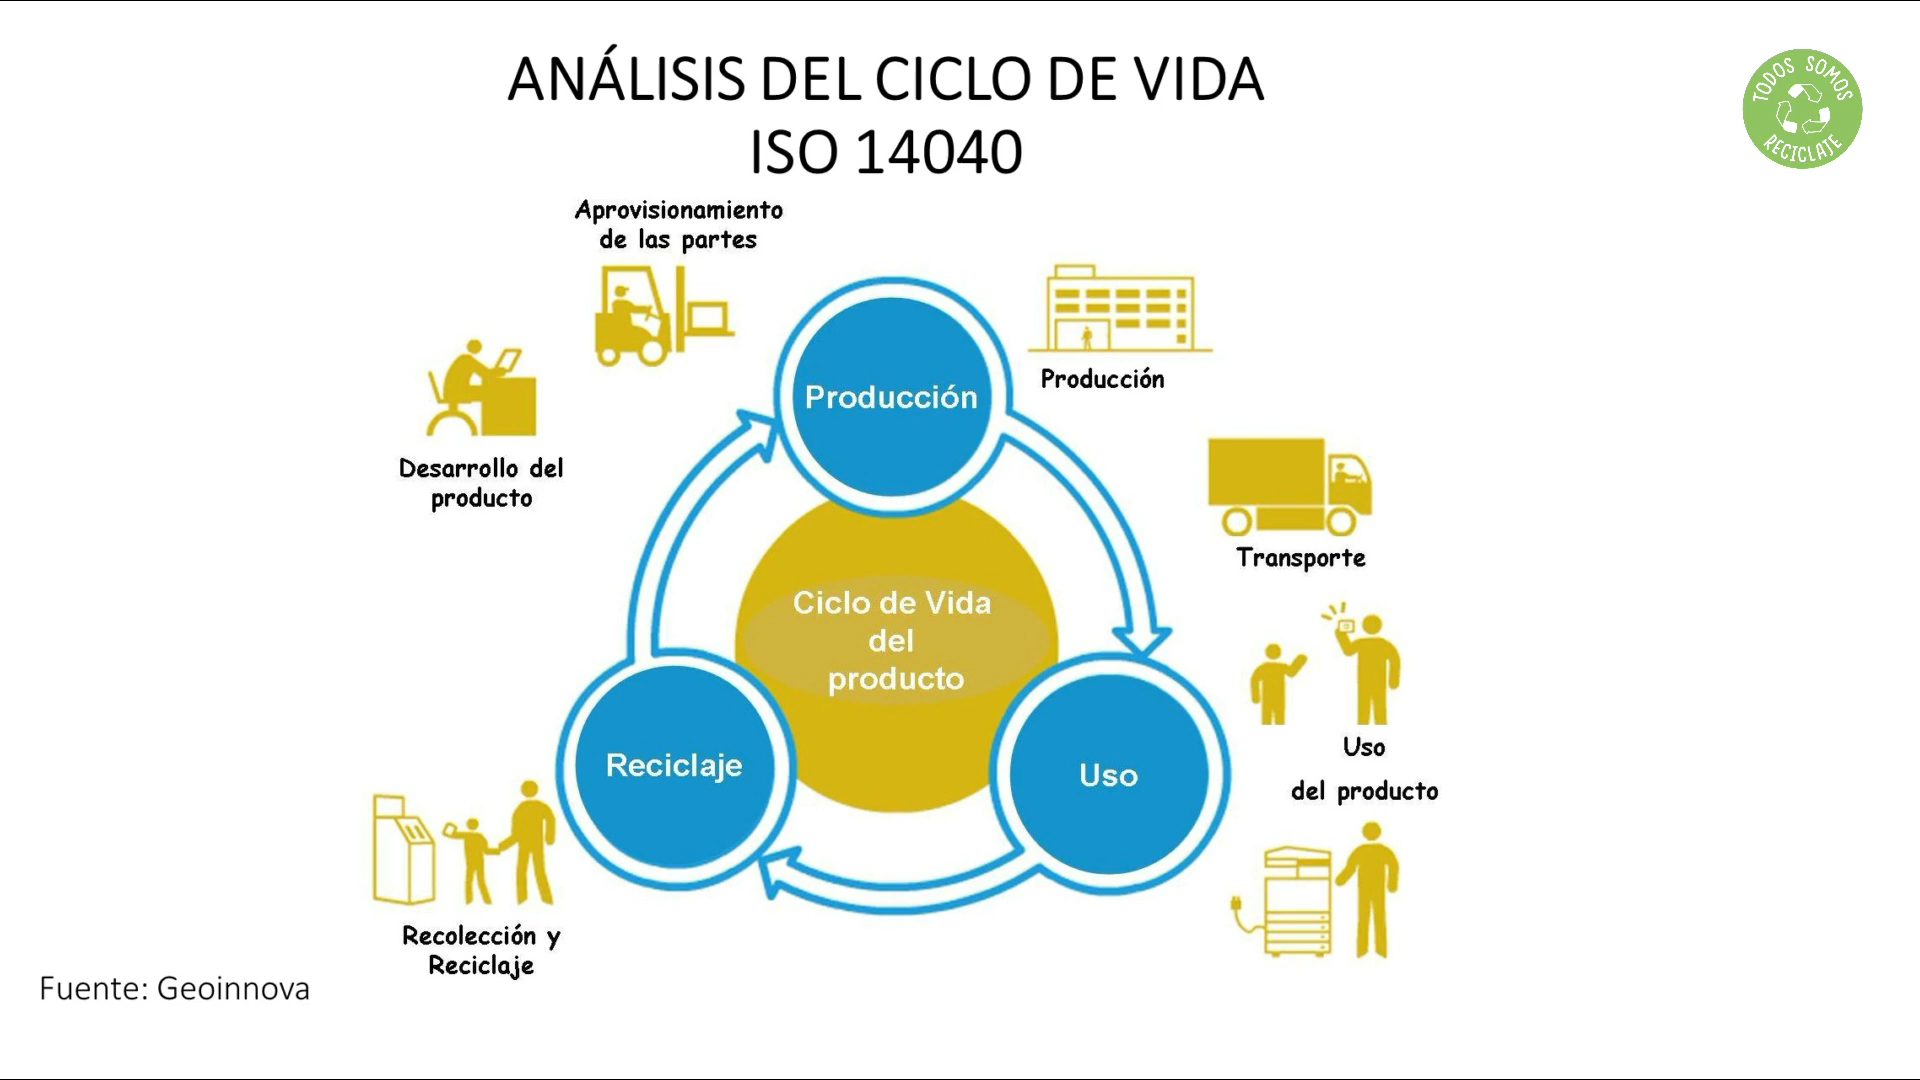 ANÁLISIS DEL CICLO DE VIDA
ISO 14040
TODOS SOMOS
RECICLAJE
Aprovisionamiento
de las partes
Producción
Producción
Desarrollo del
producto
Transporte
Ciclo de Vida
del
producto
Uso
del producto
Reciclaje
Uso
Recolección y
Reciclaje
Fuente: Geoinnova